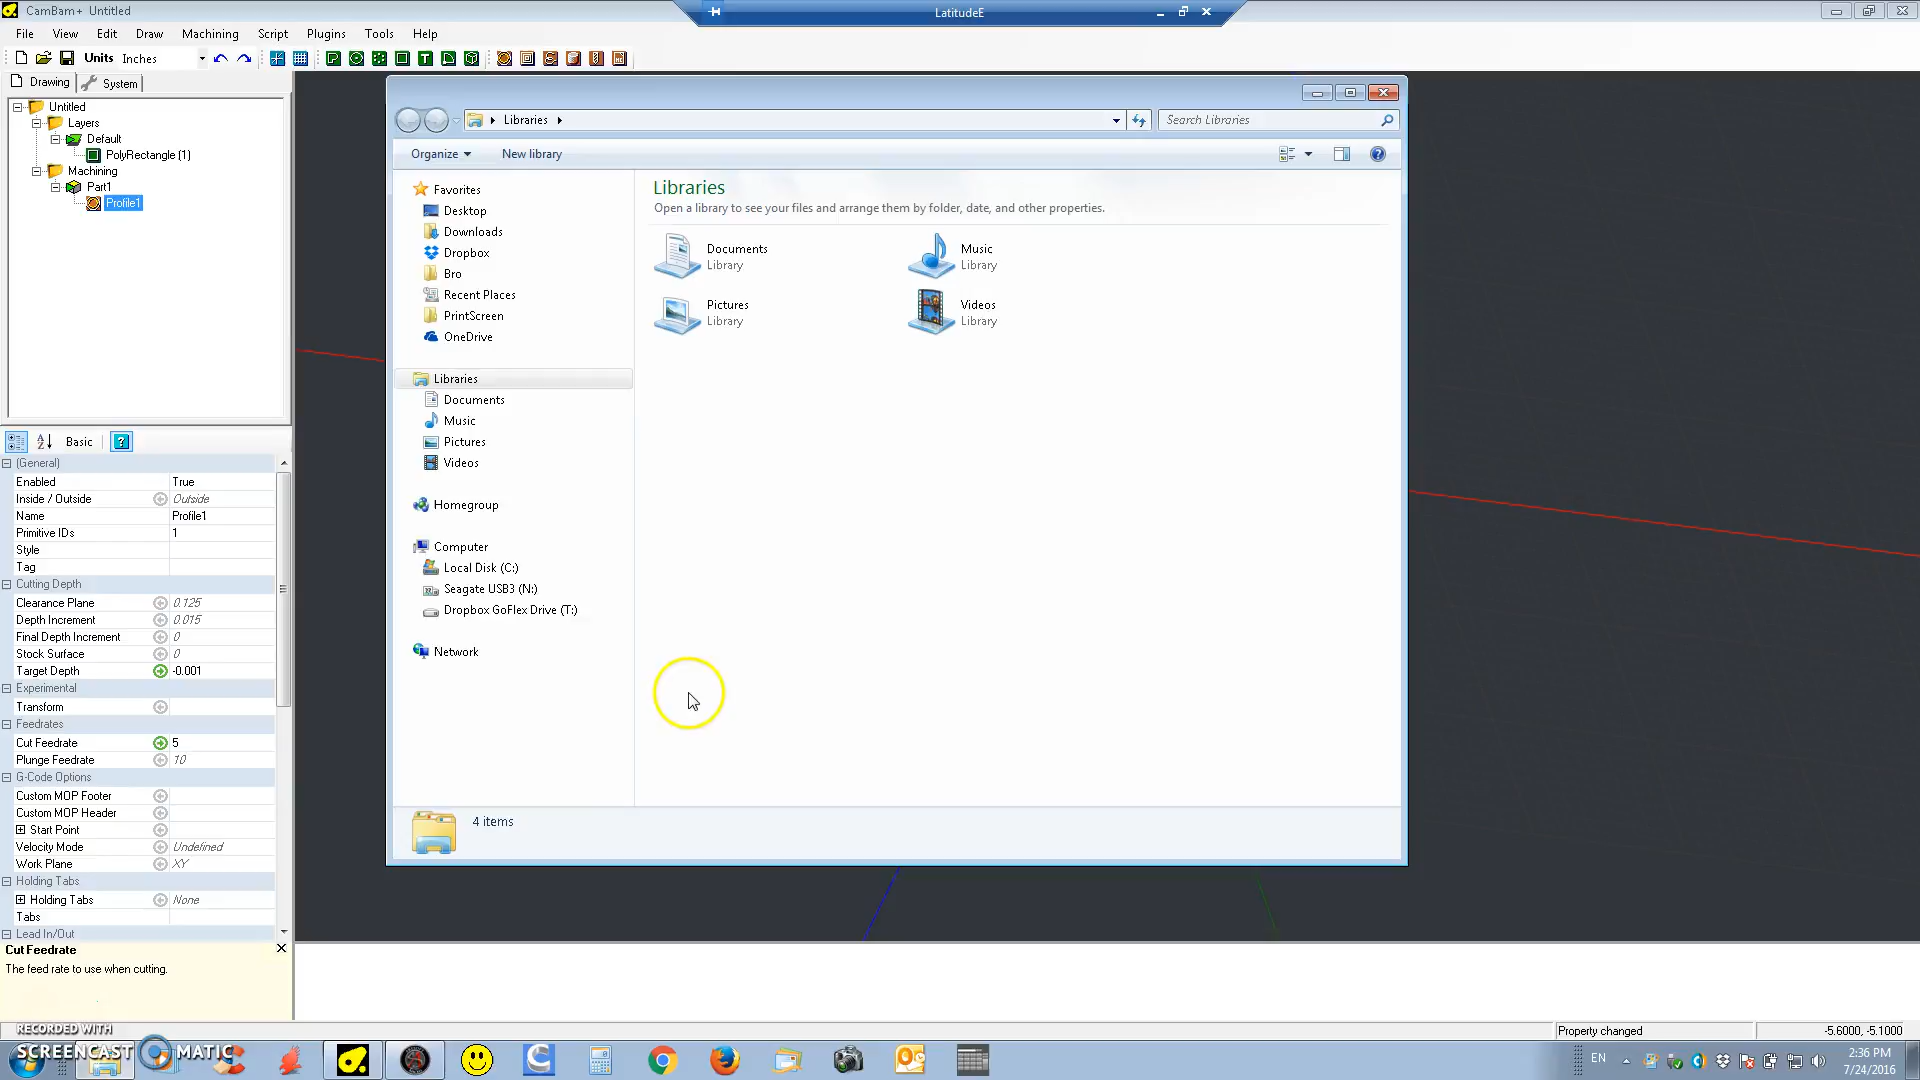 CamBam+ Untitled
LatitudeE
File View Edit Draw Machining Script Plugins Tools Help
Units Inches
Drawing System
Untitled
Layers
Default
PolyRectangle (1)
Machining
Part1
Profile1
Libraries
Search Libraries
Organize New library
Favorites
Desktop
Downloads
Dropbox
Bro
Recent Places
PrintScreen
OneDrive
Libraries
Documents
Music
Pictures
Videos
Homegroup
Computer
Local Disk (C:)
Seagate USB3 (N:)
Dropbox GoFlex Drive (T:)
Network
Libraries
Open a library to see your files and arrange them by folder, date, and other properties.
Documents
Library
Music
Library
Pictures
Library
Videos
Library
4 items
Basic
(General)
Enabled True
Inside / Outside Outside
Name Profile1
Primitive IDs 1
Style
Tag
Cutting Depth
Clearance Plane 0.125
Depth Increment 0.015
Final Depth Increment 0
Stock Surface 0
Target Depth -0.001
Experimental
Transform
Feedrates
Cut Feedrate 5
Plunge Feedrate 10
G-Code Options
Custom MOP Footer
Custom MOP Header
Start Point
Velocity Mode Undefined
Work Plane XY
Holding Tabs
Holding Tabs None
Tabs
Lead In/Out
Cut Feedrate
The feed rate to use when cutting.
Property changed -5.6000, -5.1000
RECORDED WITH
SCREENCAST MATIC
EN
2:36 PM
7/24/2016